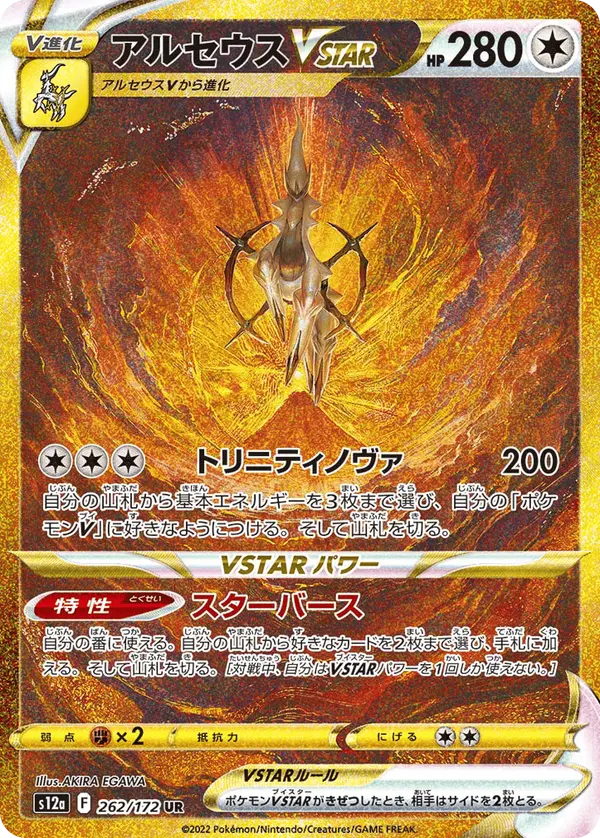 V進化
アルセウスVSTAR
HP 280
アルセウスVから進化
トリニティノヴァ 200
自分の山札から基本エネルギーを3枚まで選び、自分の「ポケ
モンV」に好きなようにつける。そして山札を切る。
VSTARパワー
特性 とくせい スターバース
自分の番に使える。自分の山札から好きなカードを2枚まで選び、手札に加
える。そして山札を切る。[対戦中、自分はVSTARパワーを1回しか使えない。]
弱点 ×2 抵抗力 にげる
Illus. AKIRA EGAWA
VSTARルール
s12a F 262/172 UR
ポケモンVSTARがきぜつしたとき、相手はサイドを2枚とる。
©2022 Pokémon/Nintendo/Creatures/GAME FREAK.